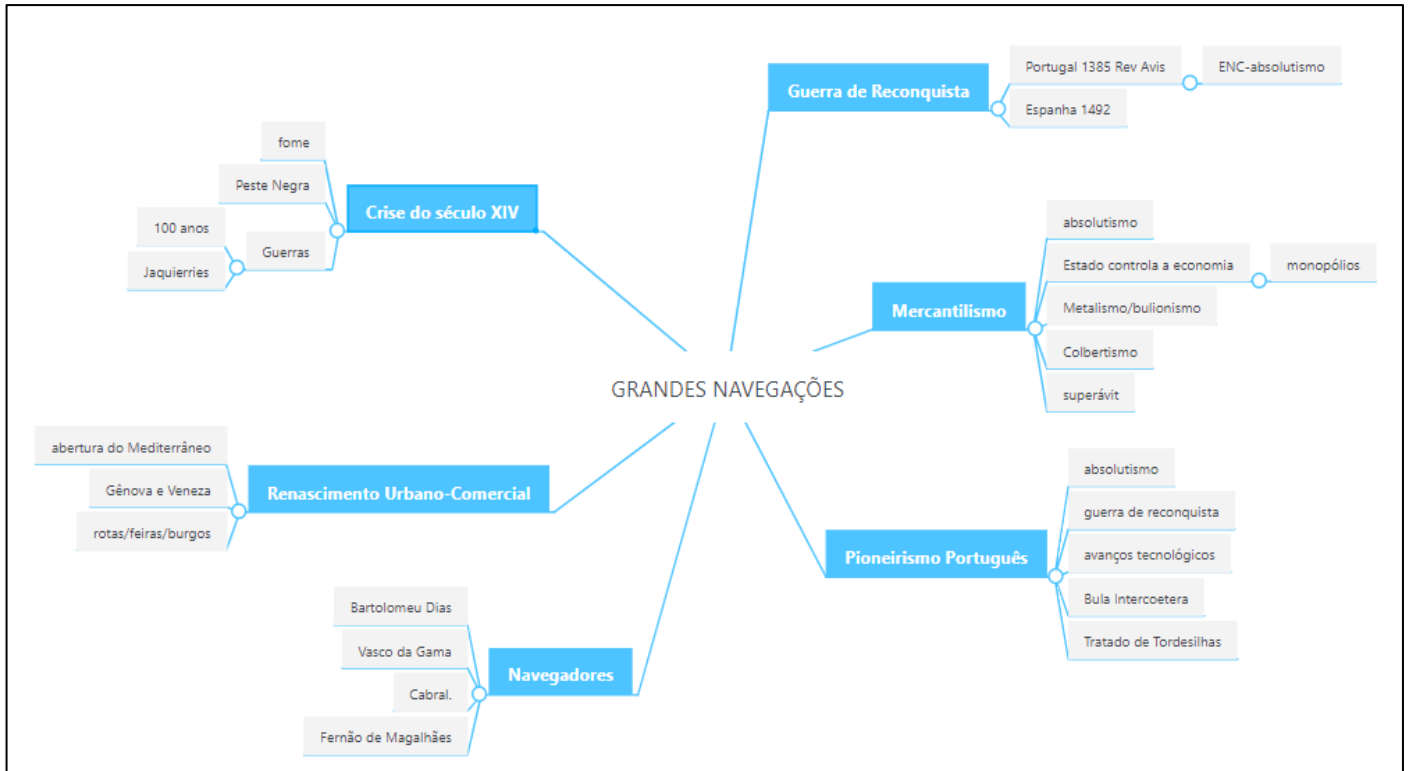 GRANDES NAVEGAÇÕES
Guerra de Reconquista
Portugal 1385 Rev Avis
ENC-absolutismo
Espanha 1492
Mercantilismo
absolutismo
Estado controla a economia
monopólios
Metalismo/bulionismo
Colbertismo
superávit
Pioneirismo Português
absolutismo
guerra de reconquista
avanços tecnológicos
Bula Intercoetera
Tratado de Tordesilhas
Crise do século XIV
fome
Peste Negra
Guerras
100 anos
Jaquierries
Renascimento Urbano-Comercial
abertura do Mediterrâneo
Gênova e Veneza
rotas/feiras/burgos
Navegadores
Bartolomeu Dias
Vasco da Gama
Cabral.
Fernão de Magalhães